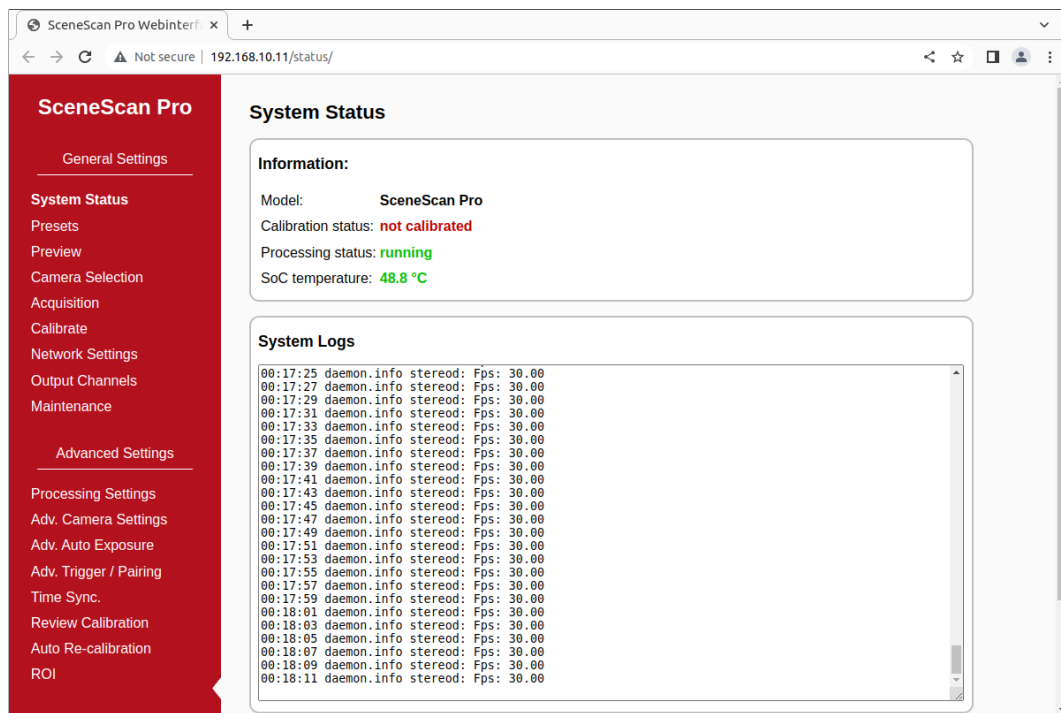 SceneScan Pro Webinterf
Not secure
192.168.10.11/status/
SceneScan Pro
General Settings
System Status
Presets
Preview
Camera Selection
Acquisition
Calibrate
Network Settings
Output Channels
Maintenance
Advanced Settings
Processing Settings
Adv. Camera Settings
Adv. Auto Exposure
Adv. Trigger / Pairing
Time Sync.
Review Calibration
Auto Re-calibration
ROI
System Status
Information:
Model: SceneScan Pro
Calibration status: not calibrated
Processing status: running
SoC temperature: 48.8 °C
System Logs
00:17:25 daemon.info stereod: Fps: 30.00
00:17:27 daemon.info stereod: Fps: 30.00
00:17:29 daemon.info stereod: Fps: 30.00
00:17:31 daemon.info stereod: Fps: 30.00
00:17:33 daemon.info stereod: Fps: 30.00
00:17:35 daemon.info stereod: Fps: 30.00
00:17:37 daemon.info stereod: Fps: 30.00
00:17:39 daemon.info stereod: Fps: 30.00
00:17:41 daemon.info stereod: Fps: 30.00
00:17:43 daemon.info stereod: Fps: 30.00
00:17:45 daemon.info stereod: Fps: 30.00
00:17:47 daemon.info stereod: Fps: 30.00
00:17:49 daemon.info stereod: Fps: 30.00
00:17:51 daemon.info stereod: Fps: 30.00
00:17:53 daemon.info stereod: Fps: 30.00
00:17:55 daemon.info stereod: Fps: 30.00
00:17:57 daemon.info stereod: Fps: 30.00
00:17:59 daemon.info stereod: Fps: 30.00
00:18:01 daemon.info stereod: Fps: 30.00
00:18:03 daemon.info stereod: Fps: 30.00
00:18:05 daemon.info stereod: Fps: 30.00
00:18:07 daemon.info stereod: Fps: 30.00
00:18:09 daemon.info stereod: Fps: 30.00
00:18:11 daemon.info stereod: Fps: 30.00